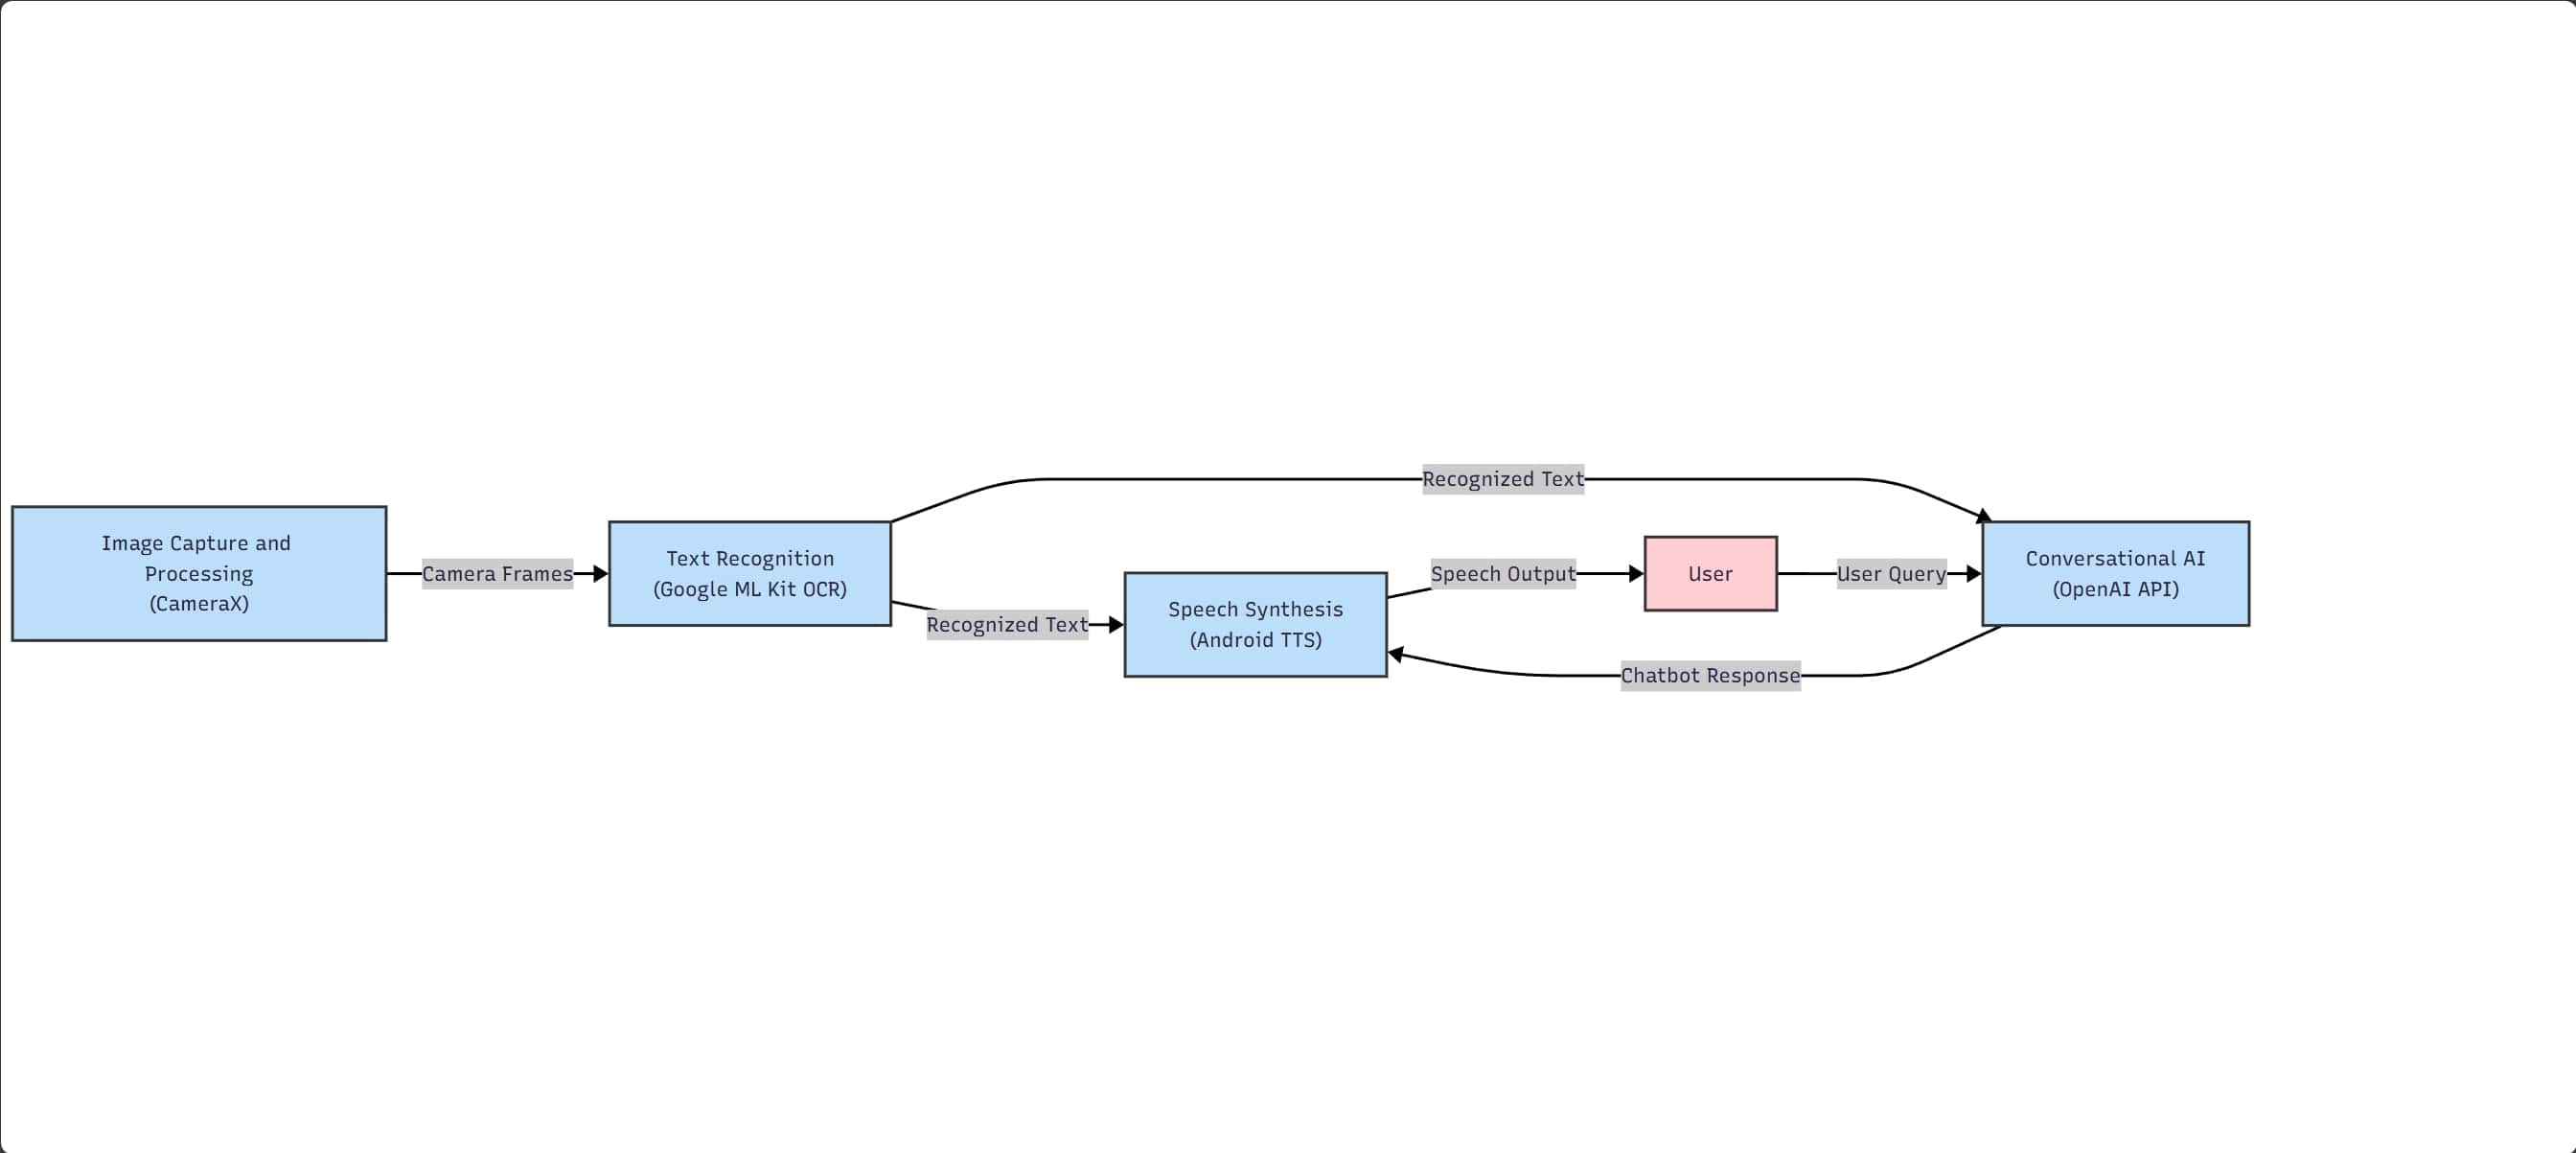 Image Capture and
Processing
(CameraX)
Camera Frames
Text Recognition
(Google ML Kit OCR)
Recognized Text
Recognized Text
Speech Synthesis
(Android TTS)
Speech Output
User
User Query
Conversational AI
(OpenAI API)
Chatbot Response